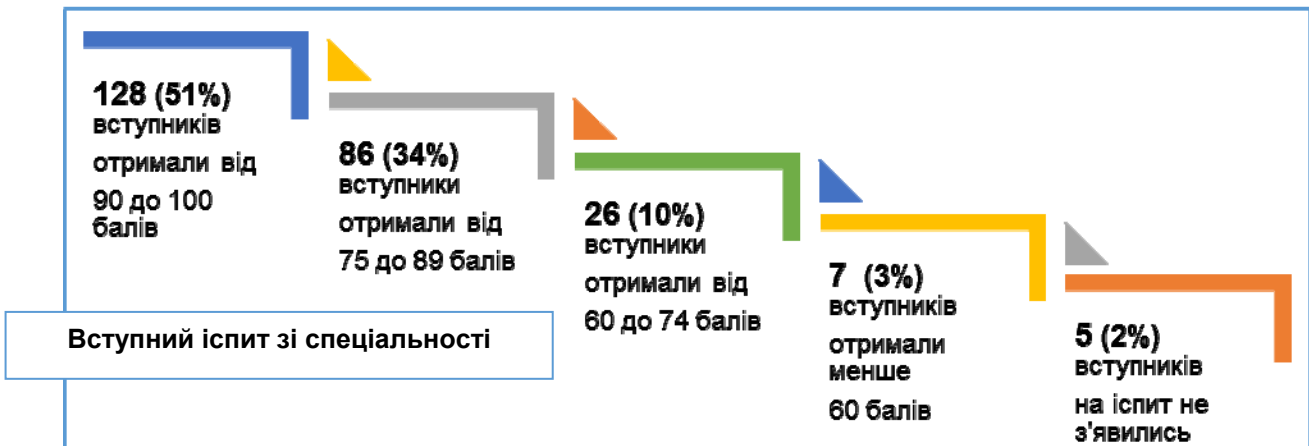 128 (51%)
вступників
отримали від
90 до 100
балів
86 (34%)
вступники
отримали від
75 до 89 балів
26 (10%)
вступники
отримали від
60 до 74 балів
7 (3%)
вступників
отримали
менше
60 балів
5 (2%)
вступників
на іспит не
з'явились
Вступний іспит зі спеціальності